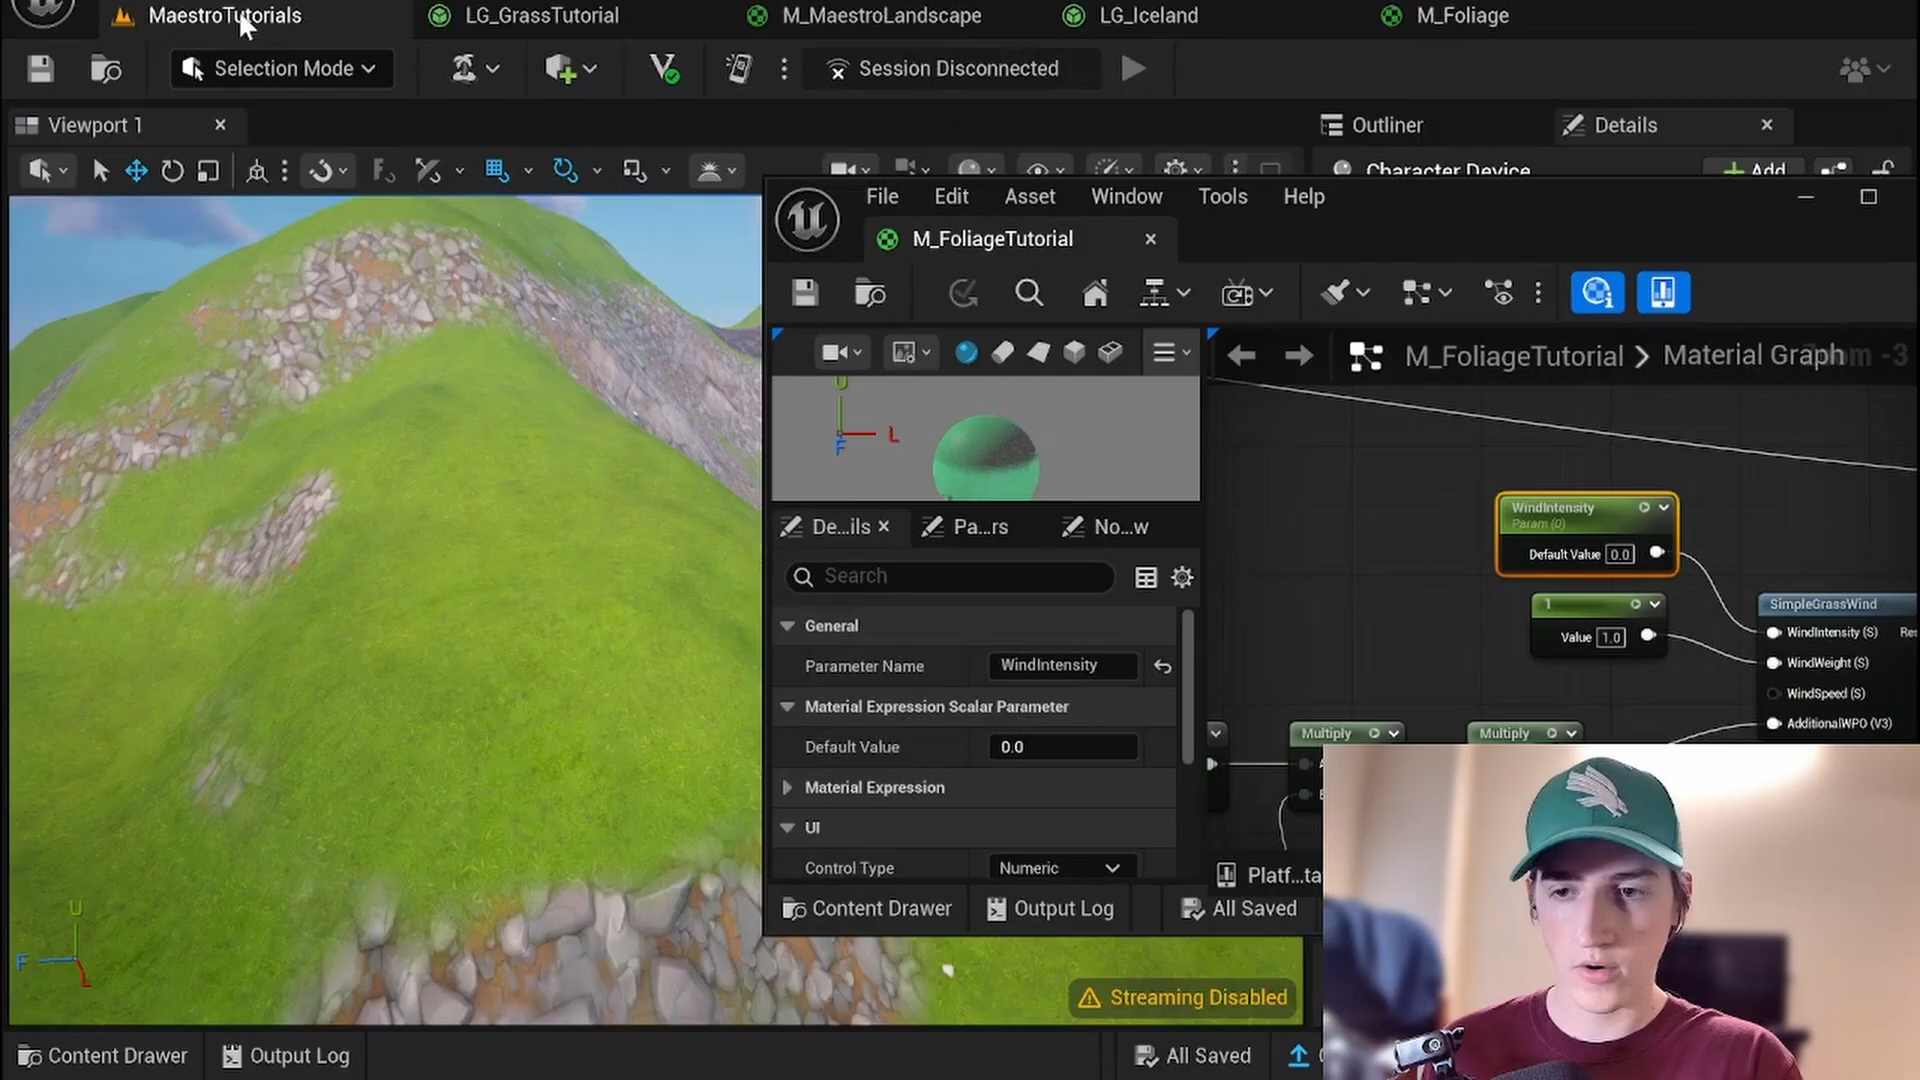 MaestroTutorials
LG_GrassTutorial
M_MaestroLandscape
LG_Iceland
M_Foliage
Selection Mode
Session Disconnected
Viewport 1
Outliner
Details
Character Device
Add
File Edit Asset Window Tools Help
M_FoliageTutorial
M_FoliageTutorial > Material Graph
U
L
F
De...ils
Pa...rs
No...w
Search
General
Parameter Name
WindIntensity
Material Expression Scalar Parameter
Default Value
0.0
Material Expression
UI
Control Type
Numeric
Content Drawer
Output Log
All Saved
WindIntensity
Param (0)
Default Value 0.0
1
Value 1.0
SimpleGrassWind
WindIntensity (S)
WindWeight (S)
WindSpeed (S)
AdditionalWPO (V3)
Multiply
Multiply
Platf...ta
U
F
L
Streaming Disabled
Content Drawer
Output Log
All Saved